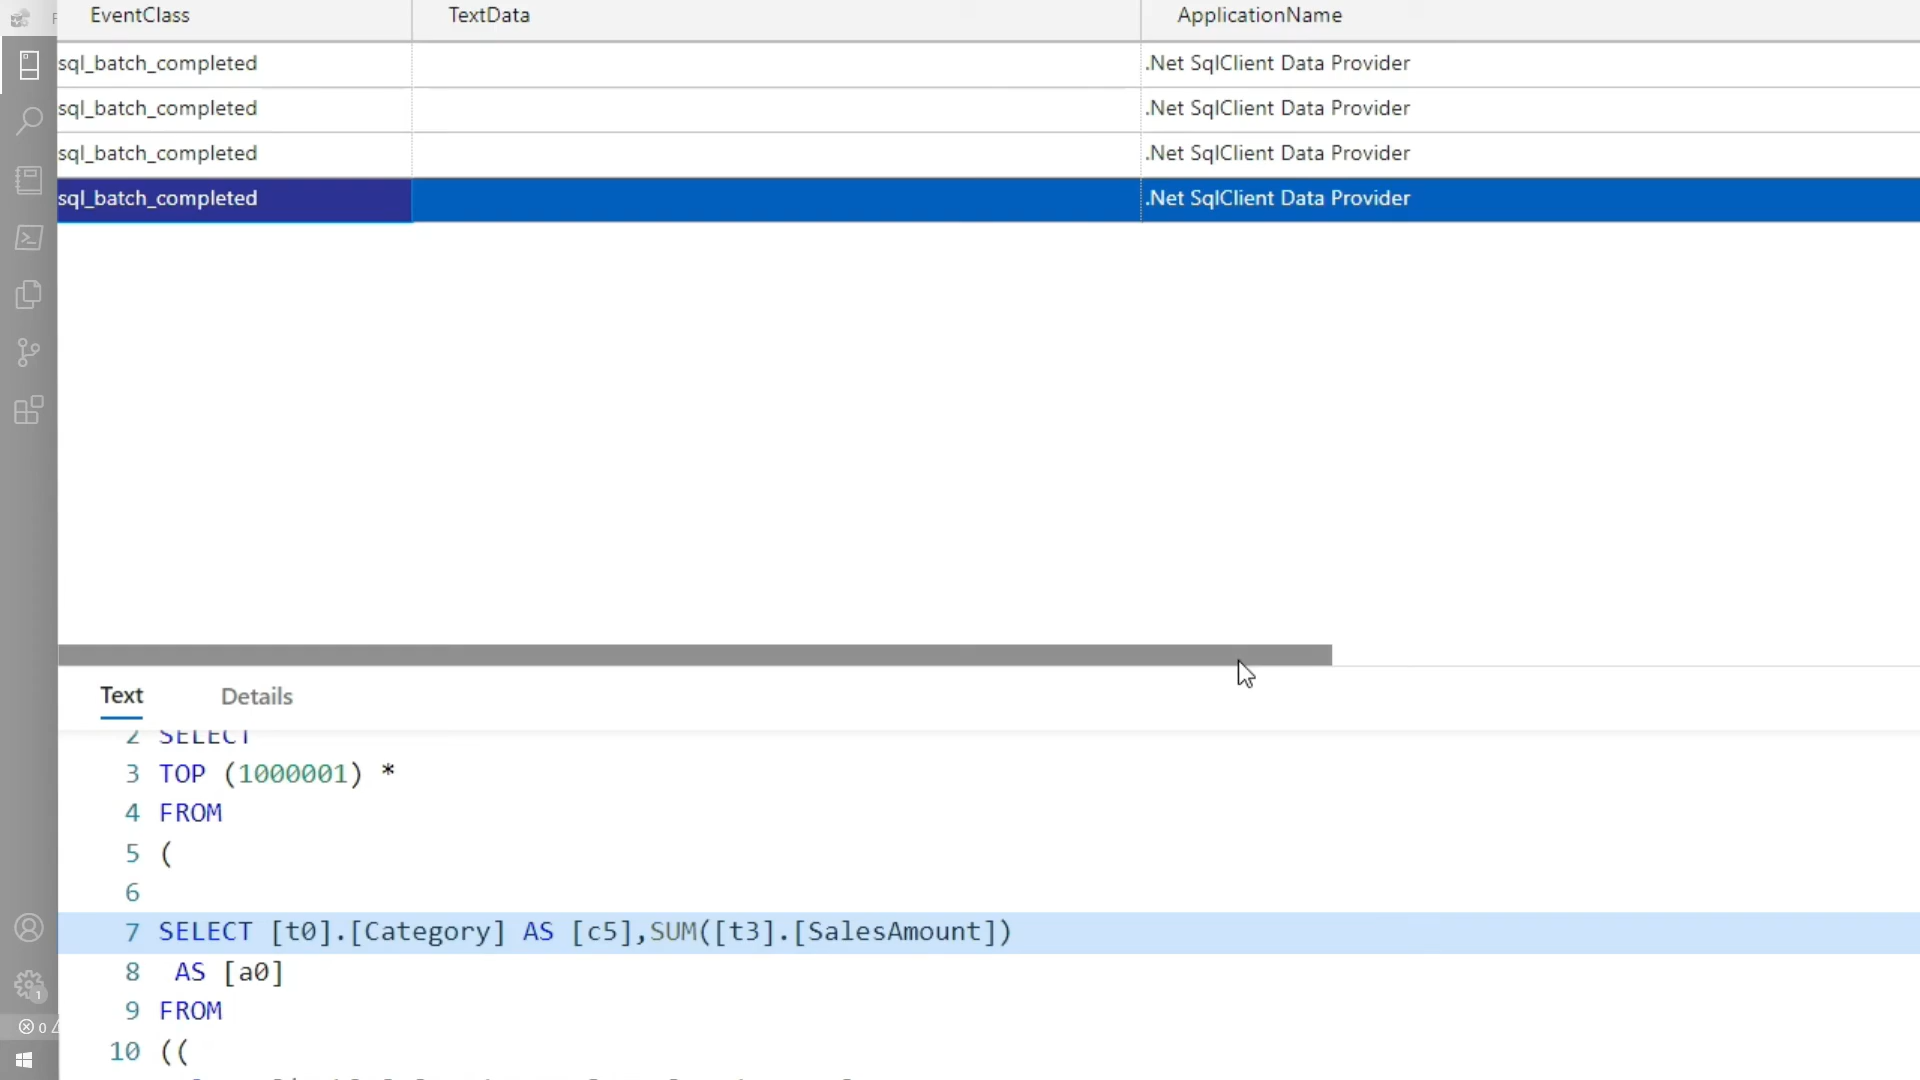 EventClass TextData ApplicationName
sql_batch_completed .Net SqlClient Data Provider
sql_batch_completed .Net SqlClient Data Provider
sql_batch_completed .Net SqlClient Data Provider
sql_batch_completed .Net SqlClient Data Provider
Text Details
2 SELECT
3 TOP (1000001) *
4 FROM
5 (
6
7 SELECT [t0].[Category] AS [c5],SUM([t3].[SalesAmount])
8 AS [a0]
9 FROM
10 ((
1
0